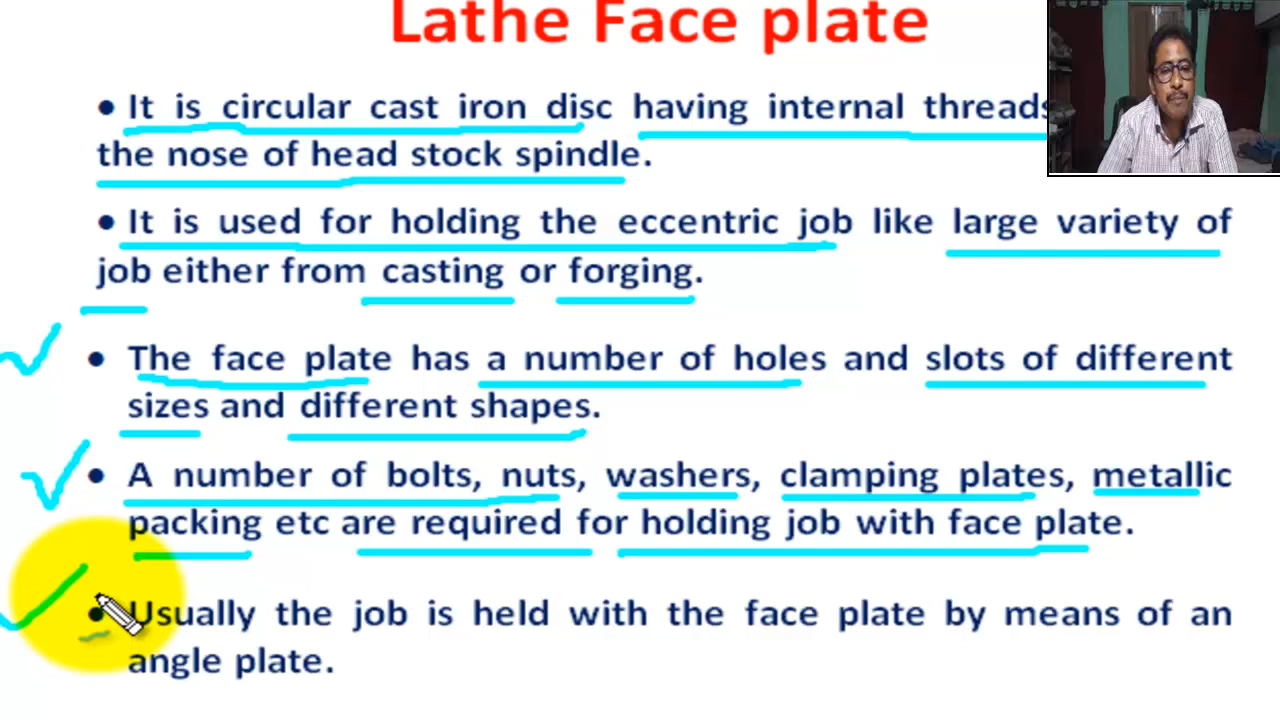 Lathe Face plate
• It is circular cast iron disc having internal threads
the nose of head stock spindle.
• It is used for holding the eccentric job like large variety of
job either from casting or forging.
• The face plate has a number of holes and slots of different
sizes and different shapes.
• A number of bolts, nuts, washers, clamping plates, metallic
packing etc are required for holding job with face plate.
• Usually the job is held with the face plate by means of an
angle plate.